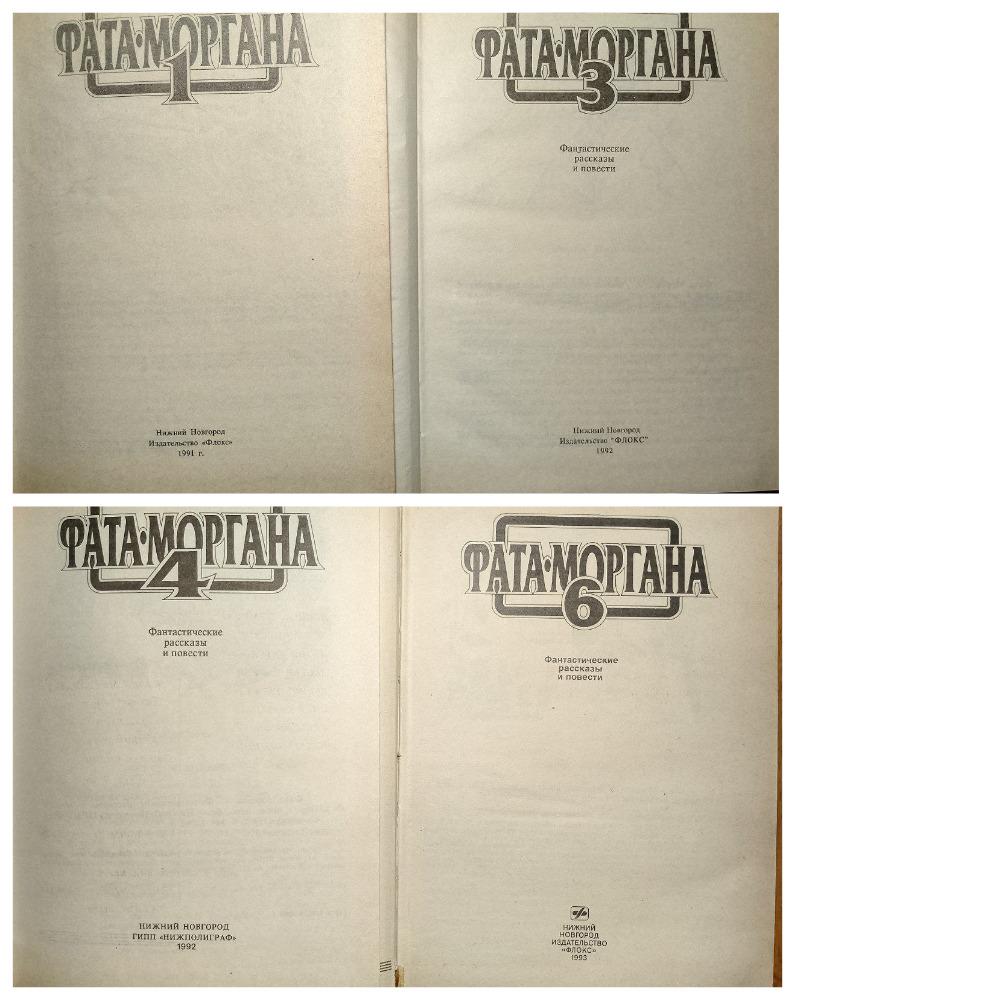 ФАТА•МОРГАНА
1
Нижний Новгород
Издательство «Флокс»
1991 г.
ФАТА•МОРГАНА
3
Фантастические
рассказы
и повести
Нижний Новгород
Издательство "ФЛОКС"
1992
ФАТА•МОРГАНА
4
Фантастические
рассказы
и повести
НИЖНИЙ НОВГОРОД
ГИПП «НИЖПОЛИГРАФ»
1992
ФАТА•МОРГАНА
6
Фантастические
рассказы
и повести
НИЖНИЙ
НОВГОРОД
ИЗДАТЕЛЬСТВО
«ФЛОКС»
1993